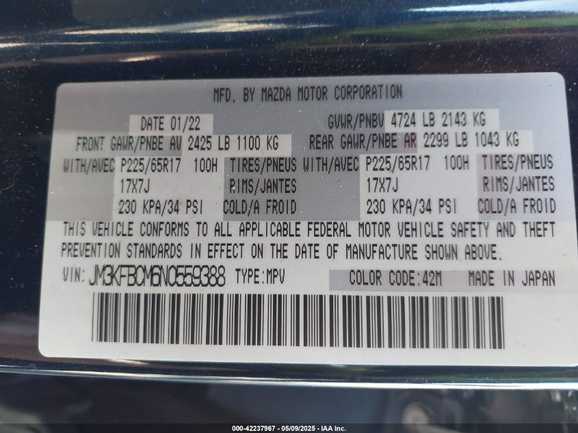 MFD. BY MAZDA MOTOR CORPORATION
DATE 01/22 GVWR/PNBV 4724 LB 2143 KG
FRONT GAWR/PNBE AV 2425 LB 1100 KG REAR GAWR/PNBE AR 2299 LB 1043 KG
WITH/AVEC P225/65R17 100H TIRES/PNEUS WITH/AVEC P225/65R17 100H TIRES/PNEUS
17X7J RIMS/JANTES 17X7J RIMS/JANTES
230 KPA/34 PSI COLD/A FROID 230 KPA/34 PSI COLD/A FROID
THIS VEHICLE CONFORMS TO ALL APPLICABLE FEDERAL MOTOR VEHICLE SAFETY AND THEFT
PREVENTION STANDARDS IN EFFECT ON THE DATE OF MANUFACTURE SHOWN ABOVE.
VIN: JM3KFBCM6N0559388 TYPE:MPV COLOR CODE:42M MADE IN JAPAN
000-42237967 - 05/09/2025 - IAA Inc.